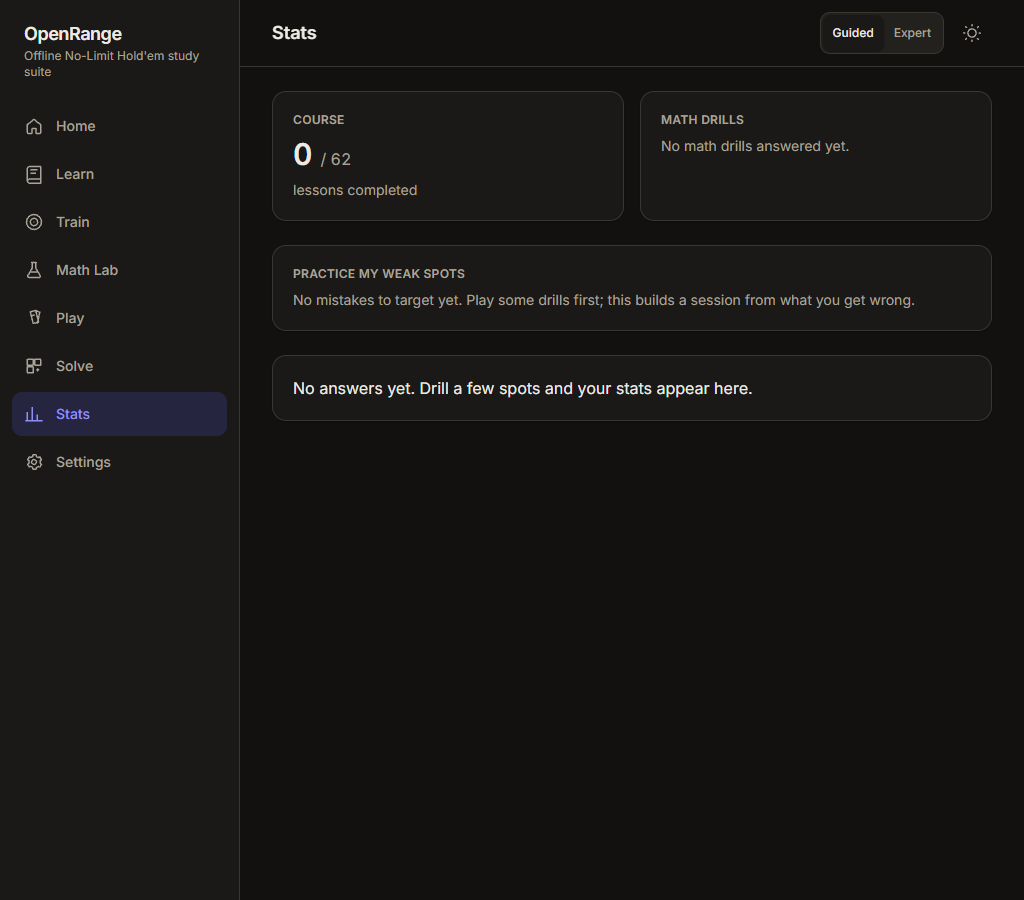 OpenRange
Offline No-Limit Hold'em study
suite
Home
Learn
Train
Math Lab
Play
Solve
Stats
Settings
Stats
Guided
Expert
COURSE
0 / 62
lessons completed
MATH DRILLS
No math drills answered yet.
PRACTICE MY WEAK SPOTS
No mistakes to target yet. Play some drills first; this builds a session from what you get wrong.
No answers yet. Drill a few spots and your stats appear here.